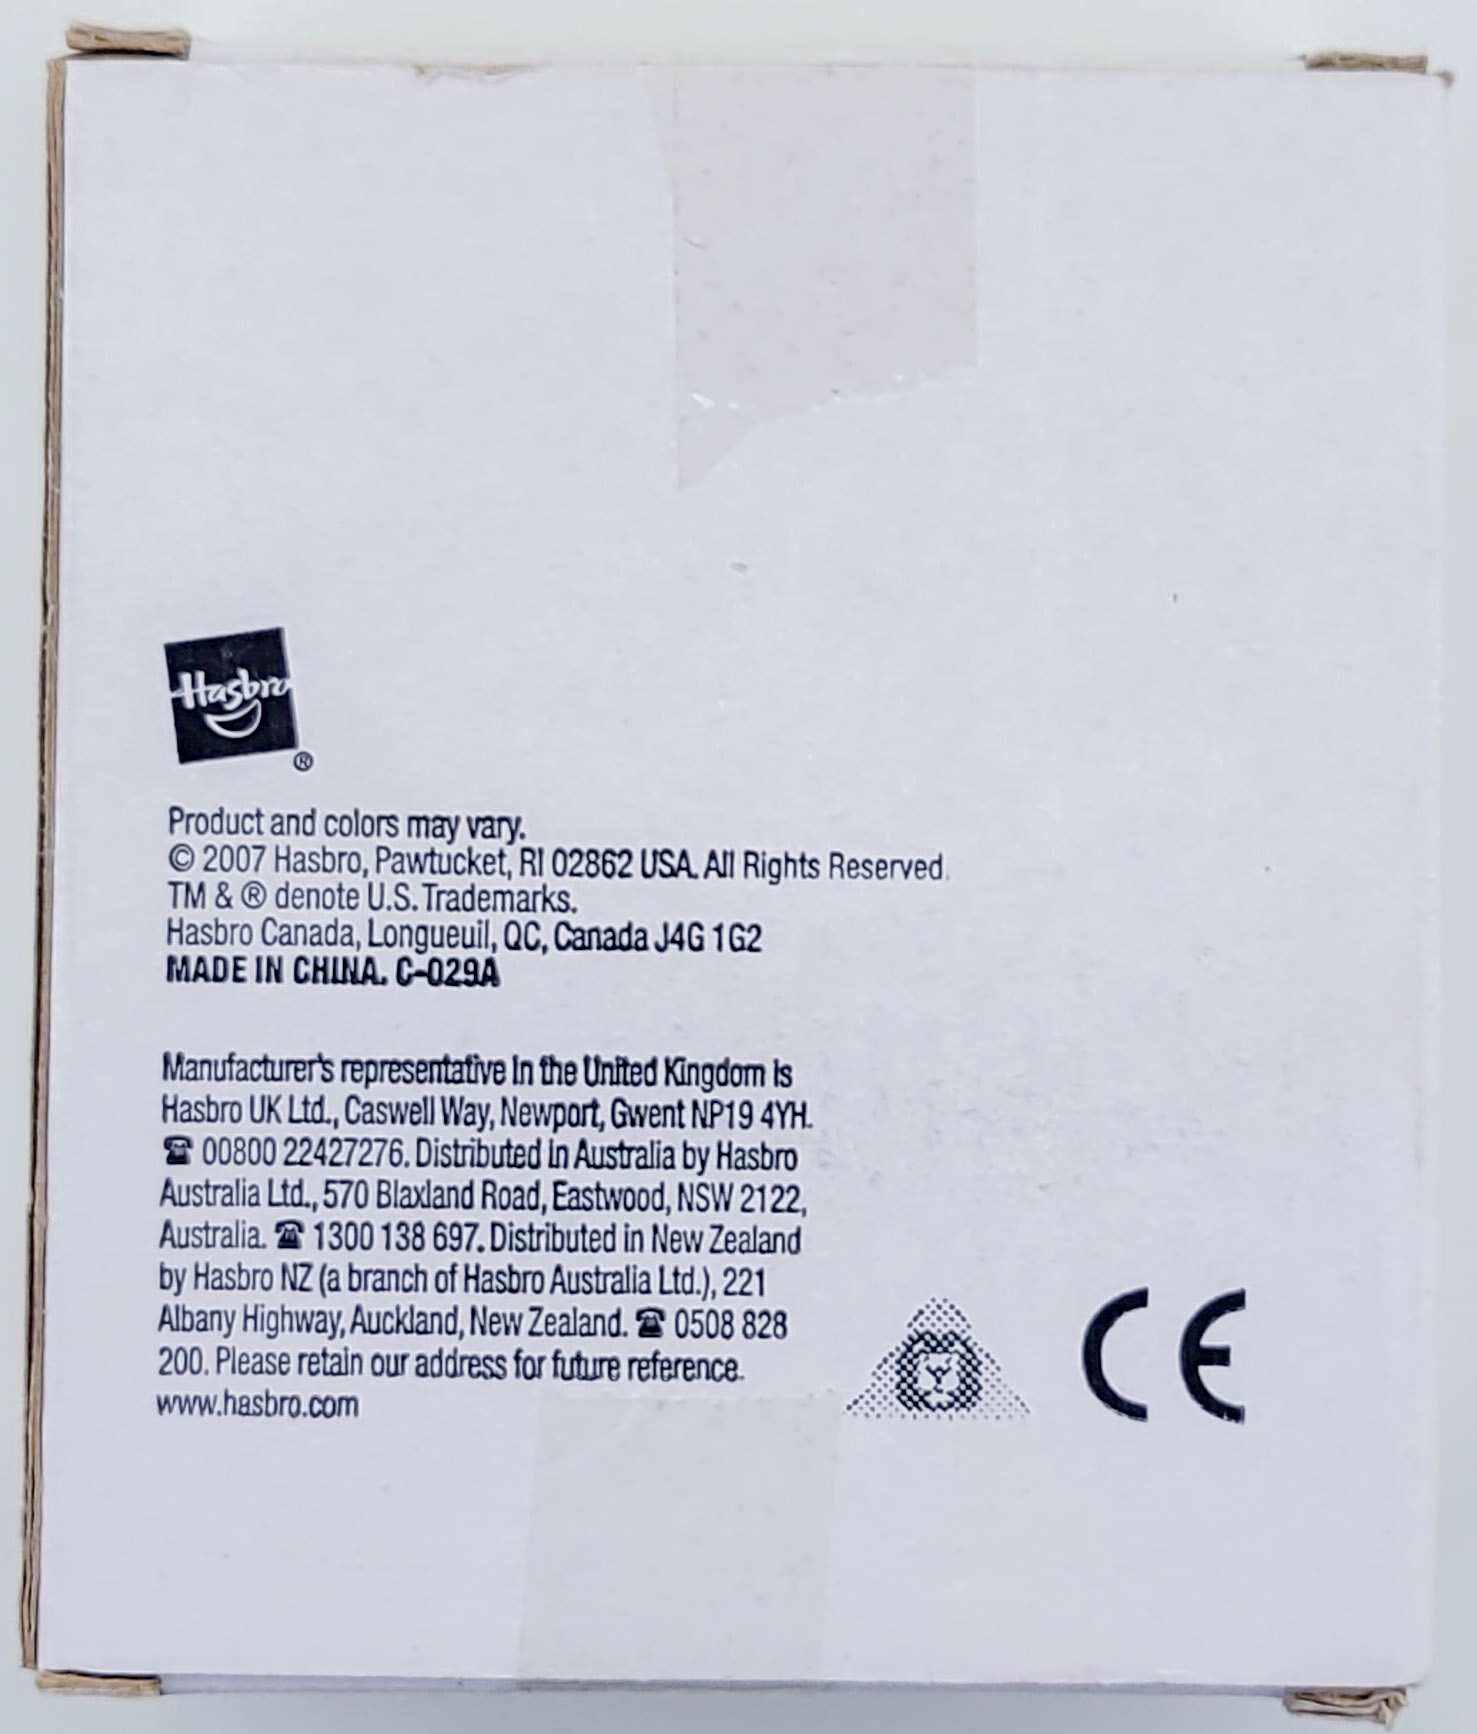 Hasbro
®
Product and colors may vary.
© 2007 Hasbro, Pawtucket, RI 02862 USA. All Rights Reserved.
TM & ® denote U.S. Trademarks.
Hasbro Canada, Longueuil, QC, Canada J4G 1G2
MADE IN CHINA. C-029A
Manufacturer's representative in the United Kingdom is
Hasbro UK Ltd., Caswell Way, Newport, Gwent NP19 4YH.
☎ 00800 22427276. Distributed in Australia by Hasbro
Australia Ltd., 570 Blaxland Road, Eastwood, NSW 2122,
Australia. ☎ 1300 138 697. Distributed in New Zealand
by Hasbro NZ (a branch of Hasbro Australia Ltd.), 221
Albany Highway, Auckland, New Zealand. ☎ 0508 828
200. Please retain our address for future reference.
www.hasbro.com
CE